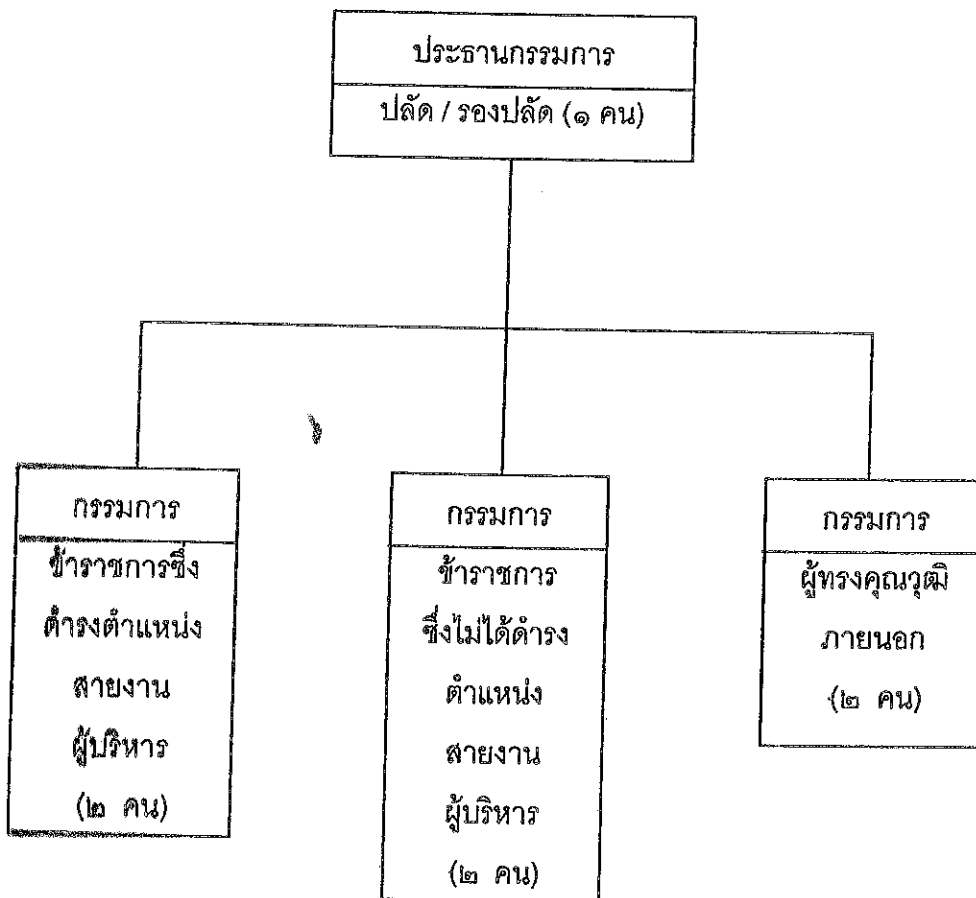 ประธานกรรมการ
ปลัด / รองปลัด (๑ คน)
กรรมการ
ข้าราชการซึ่ง
ดำรงตำแหน่ง
สายงาน
ผู้บริหาร
(๒ คน)
กรรมการ
ข้าราชการ
ซึ่งไม่ได้ดำรง
ตำแหน่ง
สายงาน
ผู้บริหาร
(๒ คน)
กรรมการ
ผู้ทรงคุณวุฒิ
ภายนอก
(๒ คน)